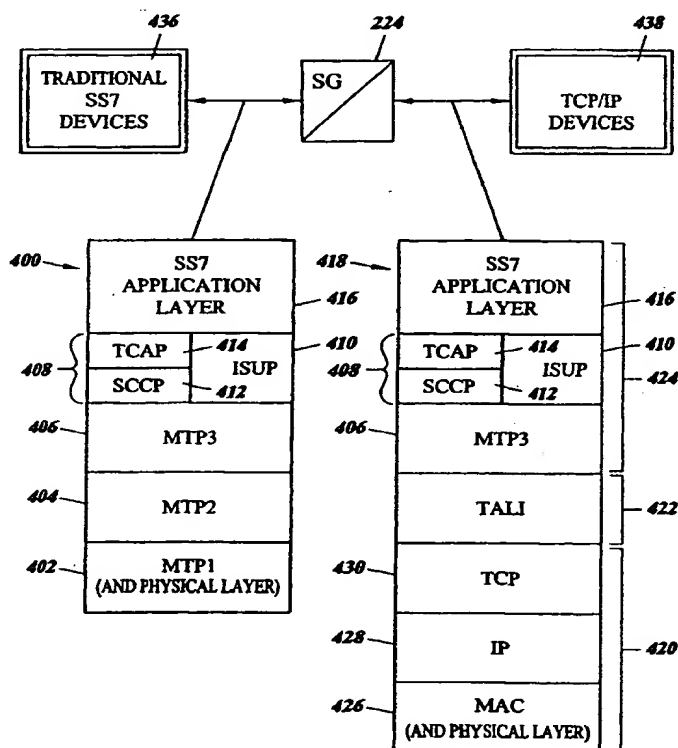 436
224
438
TRADITIONAL
SS7
DEVICES
SG
TCP/IP
DEVICES
400
SS7
APPLICATION
LAYER
416
408
TCAP
414
SCCP
412
ISUP
410
406
MTP3
404
MTP2
402
MTP1
(AND PHYSICAL LAYER)
418
SS7
APPLICATION
LAYER
416
408
TCAP
414
SCCP
412
ISUP
410
424
406
MTP3
TALI
422
430
TCP
428
IP
420
426
MAC
(AND PHYSICAL LAYER)